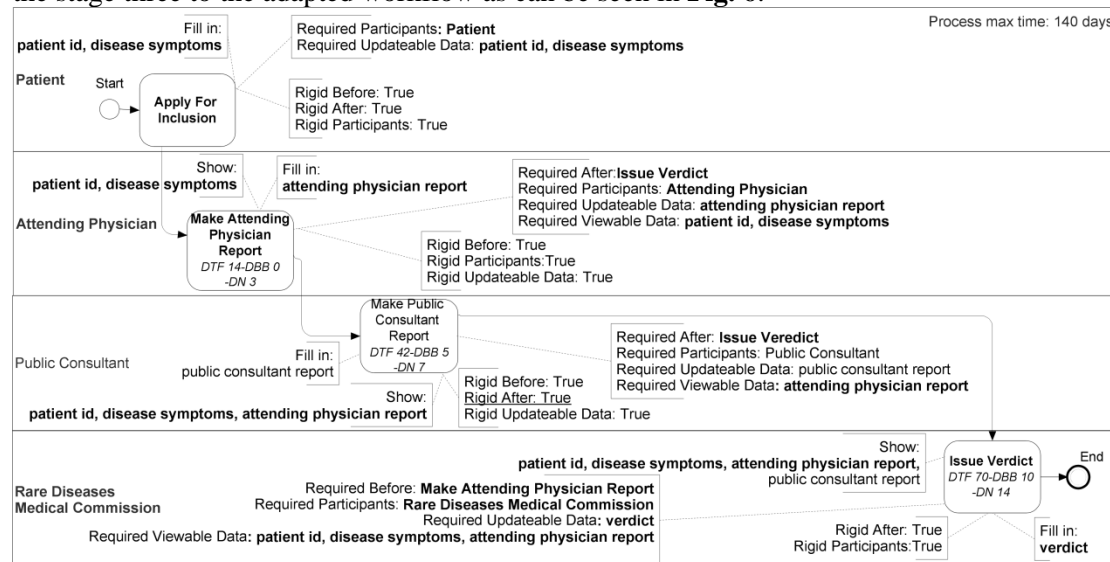 the stage three to the adapted workflow as can be seen in Fig. 6.
Process max time: 140 days
Fill in:
patient id, disease symptoms
Required Participants: Patient
Required Updateable Data: patient id, disease symptoms
Patient
Start
Apply For
Inclusion
Rigid Before: True
Rigid After: True
Rigid Participants: True
Show:
patient id, disease symptoms
Fill in:
attending physician report
Required After:Issue Verdict
Required Participants: Attending Physician
Required Updateable Data: attending physician report
Required Viewable Data: patient id, disease symptoms
Attending Physician
Make Attending
Physician
Report
DTF 14-DBB 0
-DN 3
Rigid Before: True
Rigid Participants:True
Rigid Updateable Data: True
Public Consultant
Make Public
Consultant
Report
DTF 42-DBB 5
-DN 7
Fill in:
public consultant report
Show:
patient id, disease symptoms, attending physician report
Rigid Before: True
Rigid After: True
Rigid Updateable Data: True
Required After: Issue Veredict
Required Participants: Public Consultant
Required Updateable Data: public consultant report
Required Viewable Data: attending physician report
Rare Diseases
Medical Commission
Show:
patient id, disease symptoms, attending physician report,
public consultant report
Issue Verdict
DTF 70-DBB 10
-DN 14
End
Required Before: Make Attending Physician Report
Required Participants: Rare Diseases Medical Commission
Required Updateable Data: verdict
Required Viewable Data: patient id, disease symptoms, attending physician report
Rigid After: True
Rigid Participants:True
Fill in:
verdict